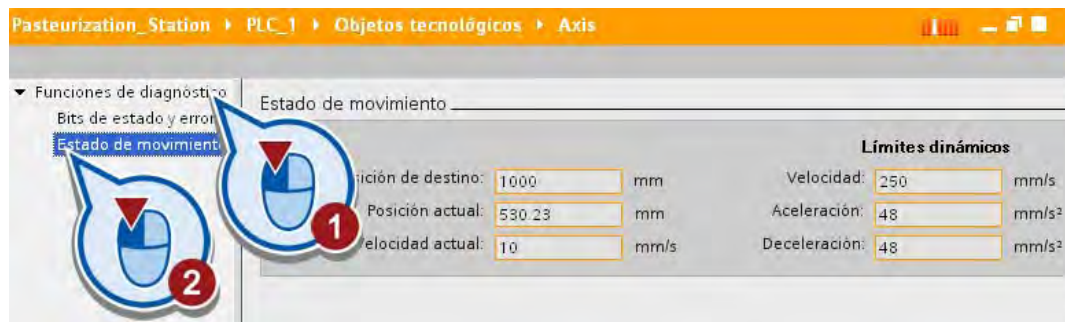 Pasteurization_Station ▸ PLC_1 ▸ Objetos tecnológicos ▸ Axis
Funciones de diagnóstico
Bits de estado y error
Estado de movimiento
Estado de movimiento
Límites dinámicos
de destino: 1000 mm Velocidad: 250 mm/s
Posición actual: 530.23 mm Aceleración: 48 mm/s²
actual: 10 mm/s Deceleración: 48 mm/s²
1
2